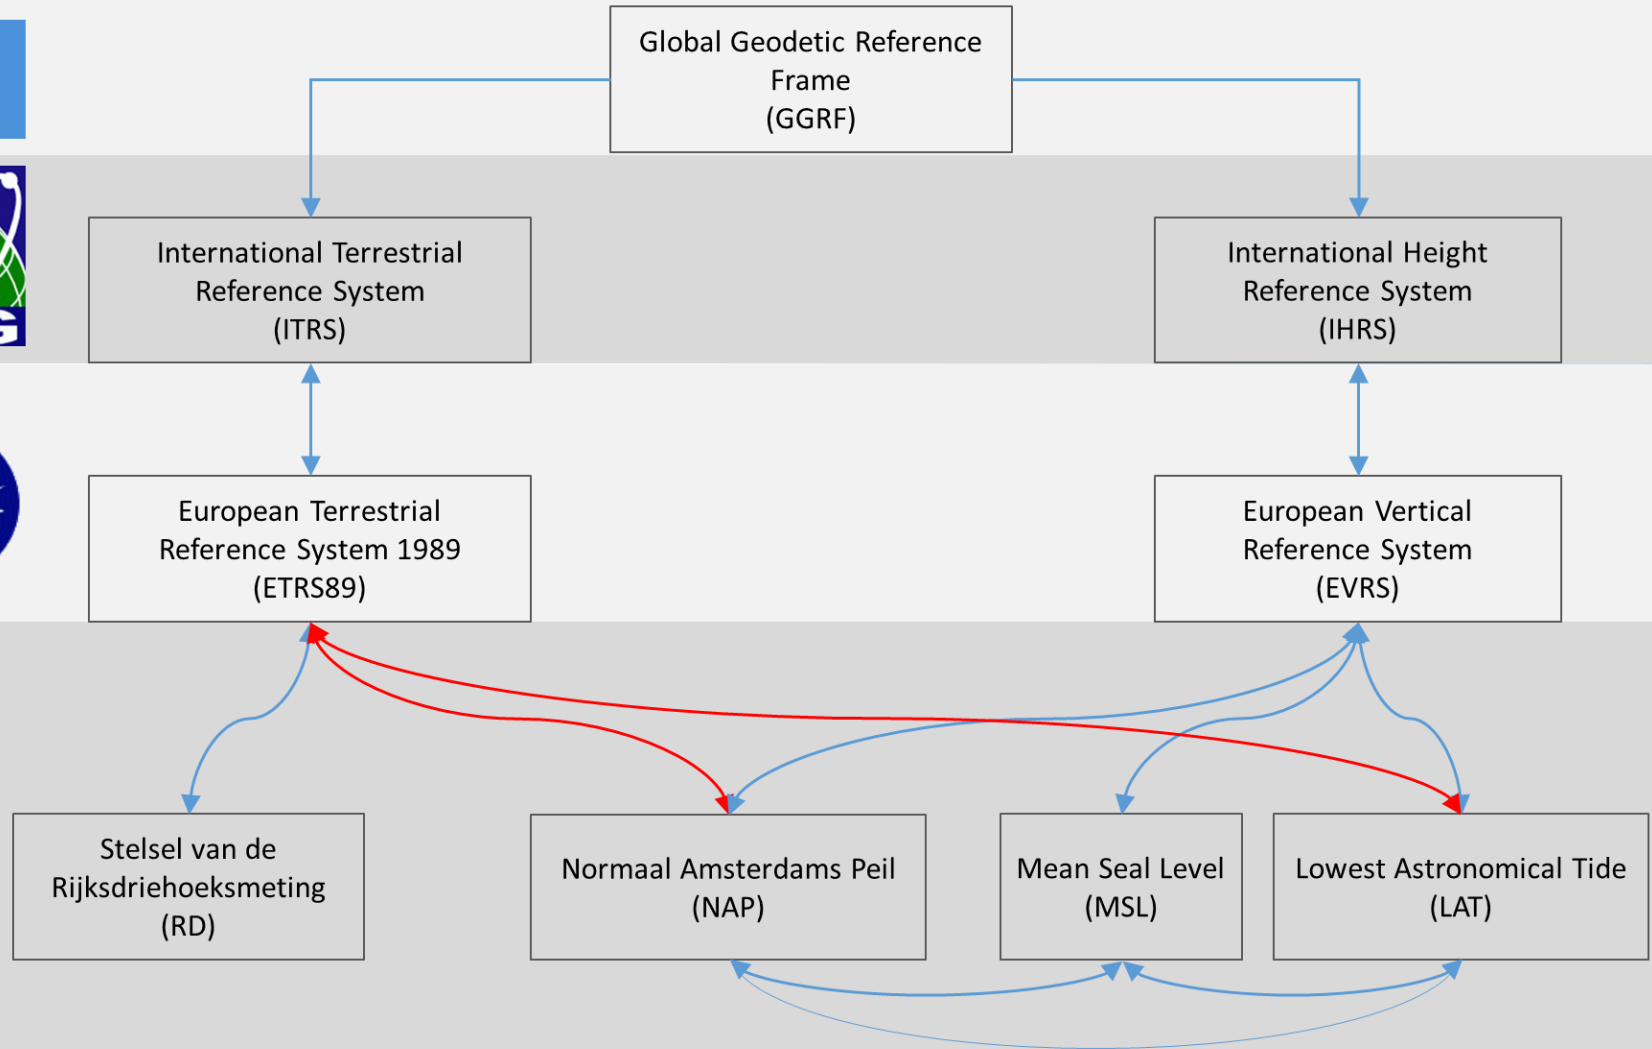 Global Geodetic Reference
Frame
(GGRF)
International Terrestrial
Reference System
(ITRS)
International Height
Reference System
(IHRS)
G
European Terrestrial
Reference System 1989
(ETRS89)
European Vertical
Reference System
(EVRS)
Stelsel van de
Rijksdriehoeksmeting
(RD)
Normaal Amsterdams Peil
(NAP)
Mean Seal Level
(MSL)
Lowest Astronomical Tide
(LAT)